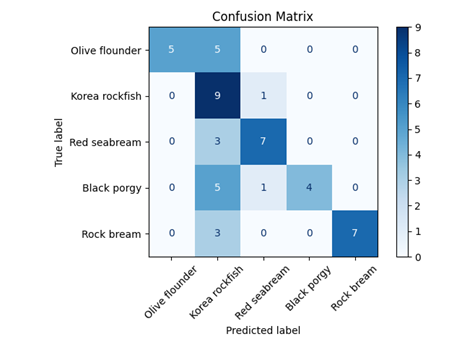 Confusion Matrix
True label
Olive flounder 5 5 0 0 0
Korea rockfish 0 9 1 0 0
Red seabream 0 3 7 0 0
Black porgy 0 5 1 4 0
Rock bream 0 3 0 0 7
Olive flounder Korea rockfish Red seabream Black porgy Rock bream
Predicted label
9
8
7
6
5
4
3
2
1
0